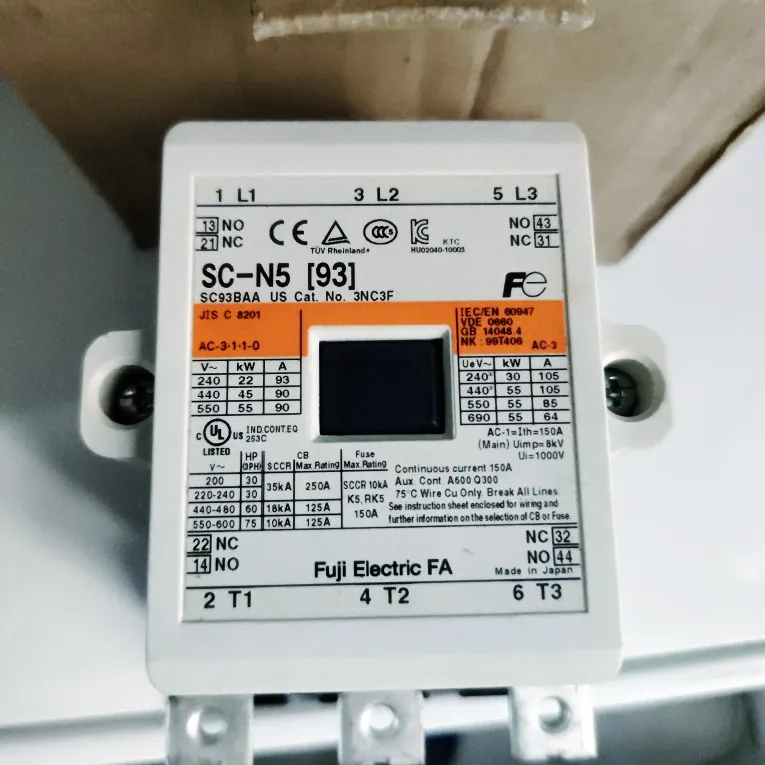 1 L1 3 L2 5 L3
13 NO NO 43
21 NC NC 31
CE TÜV Rheinland CCC KC KTC
HU02040-10003
SC-N5 [93] Fe
SC93BAA US Cat. No. 3NC3F
JIS C 8201
AC-3·1·1-0
IEC/EN 60947
VDE 0660
GB 14048.4
NK : 99T406 AC-3
V~ kW A
240 22 93
440 45 90
550 55 90
Ue V~ kW A
240 30 105
440 55 105
550 55 85
690 55 64
C UL US IND.CONT.EQ
LISTED 253C
AC-1=Ith=150A
(Main) Uimp=8kV
Ui=1000V
V~ HP (3PH) SCCR CB Max.Rating Fuse Max.Rating
200 30 35kA 250A SCCR 10kA
220-240 30 K5, RK5
440-480 60 18kA 125A 150A
550-600 75 10kA 125A
Continuous current 150A
Aux. Cont. A600 Q300
75°C Wire Cu Only. Break All Lines.
See instruction sheet enclosed for wiring and
further information on the selection of CB or Fuse.
22 NC NC 32
14 NO NO 44
Fuji Electric FA Made in Japan
2 T1 4 T2 6 T3